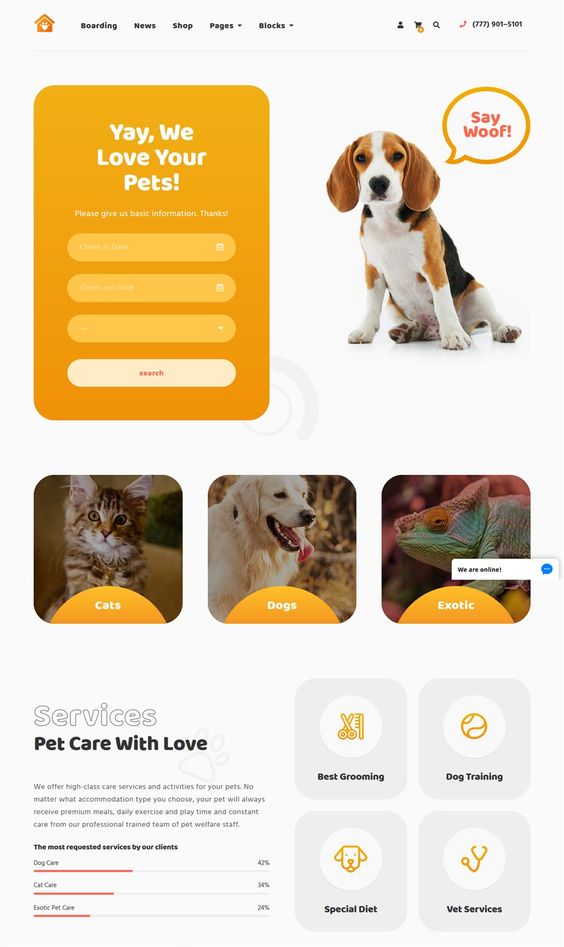 Boarding News Shop Pages Blocks (777) 901-5101
Yay, We
Love Your
Pets!
Please give us basic information. Thanks!
Check-in Date
Check-out Date
---
search
Say
Woof!
Cats
Dogs
Exotic
We are online!
Services
Pet Care With Love
We offer high-class care services and activities for your pets. No
matter what accommodation type you choose, your pet will always
receive premium meals, daily exercise and play time and constant
care from our professional trained team of pet welfare staff.
The most requested services by our clients
Dog Care 42%
Cat Care 34%
Exotic Pet Care 24%
Best Grooming
Dog Training
Special Diet
Vet Services